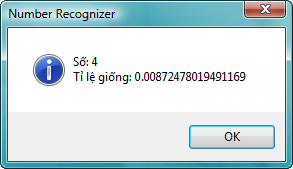 Number Recognizer
Số: 4
Tỉ lệ giống: 0.00872478019491169
OK